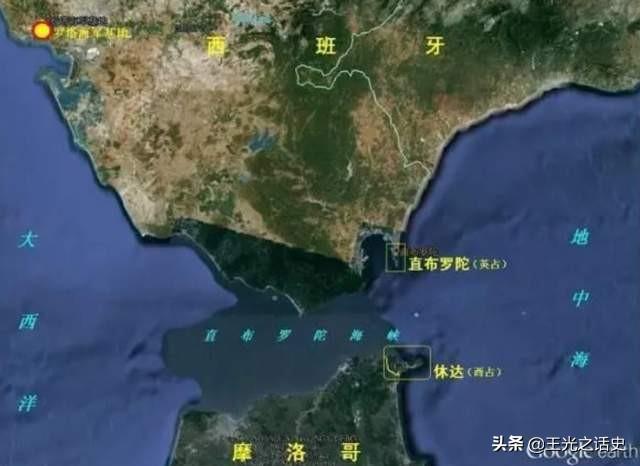 罗塔海军基地
西班牙
大西洋
地中海
直布罗陀（英占）
直布罗陀海峡
休达（西占）
摩洛哥
头条 @王光之话史
Google earth